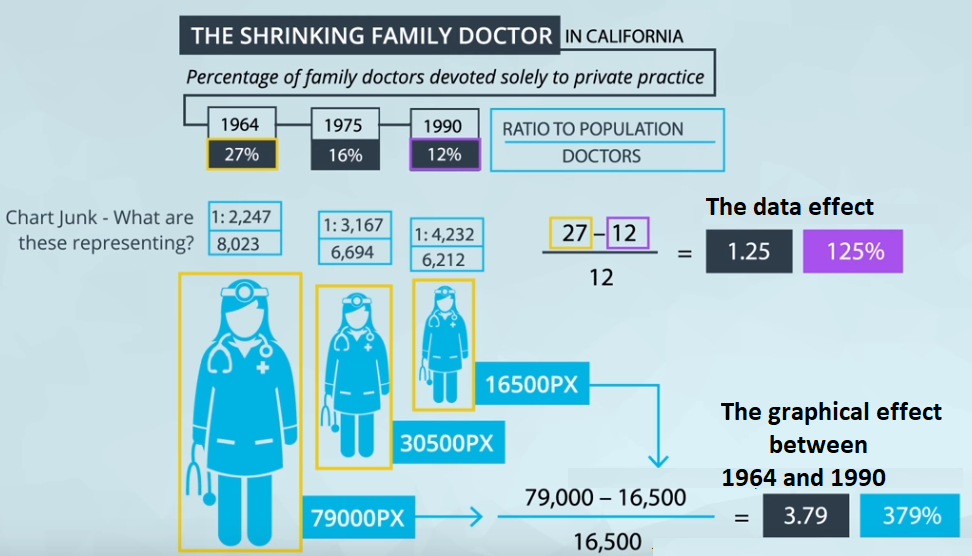 THE SHRINKING FAMILY DOCTOR IN CALIFORNIA
Percentage of family doctors devoted solely to private practice
1964 1975 1990
27% 16% 12%
RATIO TO POPULATION
DOCTORS
Chart Junk - What are
these representing?
1: 2,247
8,023
1: 3,167
6,694
1: 4,232
6,212
The data effect
27 – 12
12
= 1.25 125%
16500PX
30500PX
79000PX
The graphical effect
between
1964 and 1990
79,000 – 16,500
16,500
= 3.79 379%